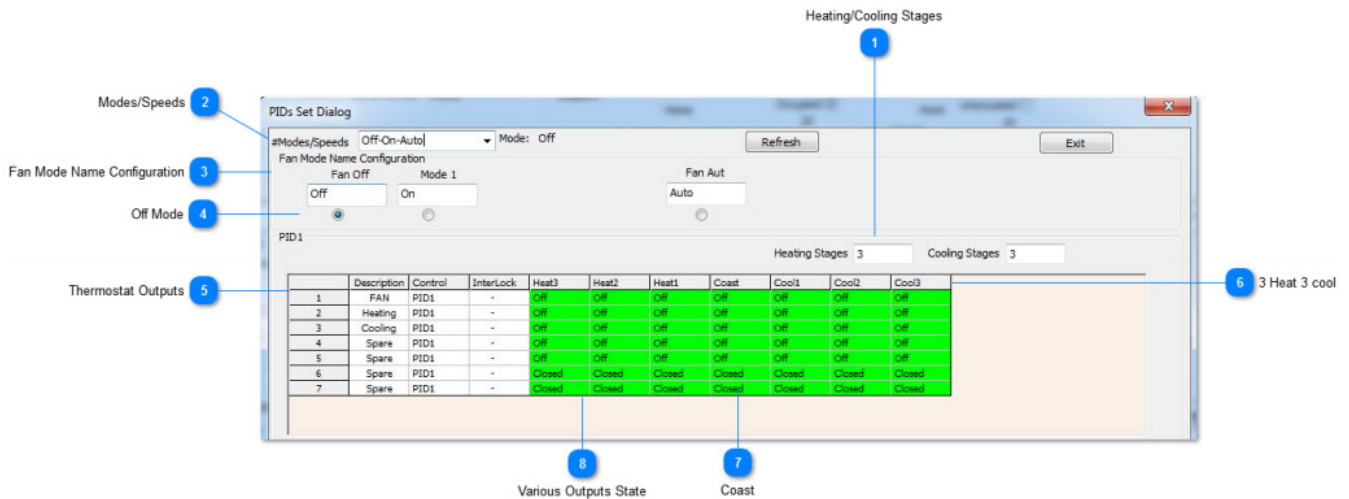 Heating/Cooling Stages
1
Modes/Speeds 2
PIDs Set Dialog
#Modes/Speeds Off-On-Auto Mode: Off Refresh Exit
Fan Mode Name Configuration 3
Fan Mode Name Configuration
Fan Off Mode 1 Fan Aut
Off On Auto
Off Mode 4
PID1
Heating Stages 3 Cooling Stages 3
Thermostat Outputs 5
6 3 Heat 3 cool
Description Control InterLock Heat3 Heat2 Heat1 Coast Cool1 Cool2 Cool3
1 FAN PID1 - Off Off Off Off Off Off Off
2 Heating PID1 - Off Off Off Off Off Off Off
3 Cooling PID1 - Off Off Off Off Off Off Off
4 Spare PID1 - Off Off Off Off Off Off Off
5 Spare PID1 - Off Off Off Off Off Off Off
6 Spare PID1 - Closed Closed Closed Closed Closed Closed Closed
7 Spare PID1 - Closed Closed Closed Closed Closed Closed Closed
8 7
Various Outputs State Coast